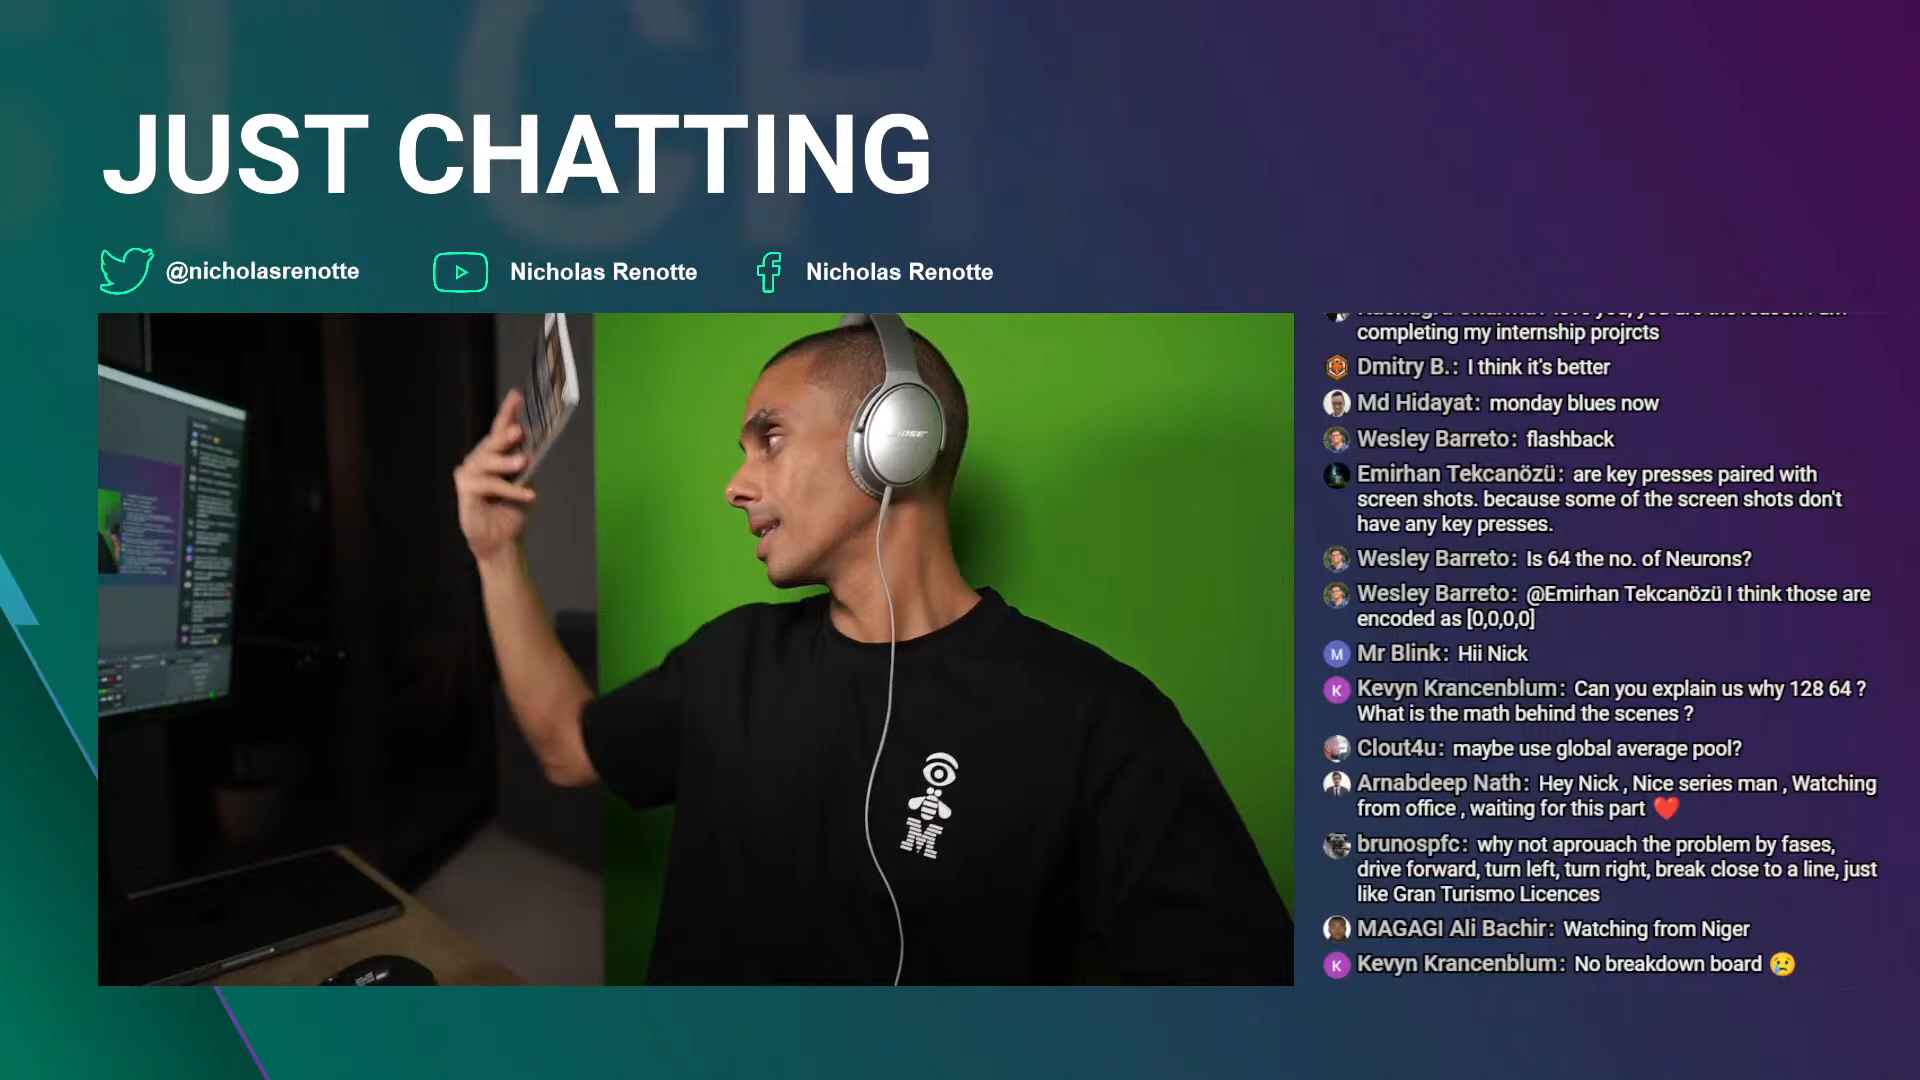 JUST CHATTING
@nicholasrenotte
Nicholas Renotte
Nicholas Renotte
BOSE
M
completing my internship projrcts
Dmitry B.: I think it's better
Md Hidayat: monday blues now
Wesley Barreto: flashback
Emirhan Tekcanözü: are key presses paired with
screen shots. because some of the screen shots don't
have any key presses.
Wesley Barreto: Is 64 the no. of Neurons?
Wesley Barreto: @Emirhan Tekcanözü I think those are
encoded as [0,0,0,0]
M Mr Blink: Hii Nick
K Kevyn Krancenblum: Can you explain us why 128 64 ?
What is the math behind the scenes ?
Clout4u: maybe use global average pool?
Arnabdeep Nath: Hey Nick , Nice series man , Watching
from office , waiting for this part ❤️
brunospfc: why not aprouach the problem by fases,
drive forward, turn left, turn right, break close to a line, just
like Gran Turismo Licences
MAGAGI Ali Bachir: Watching from Niger
K Kevyn Krancenblum: No breakdown board 😢